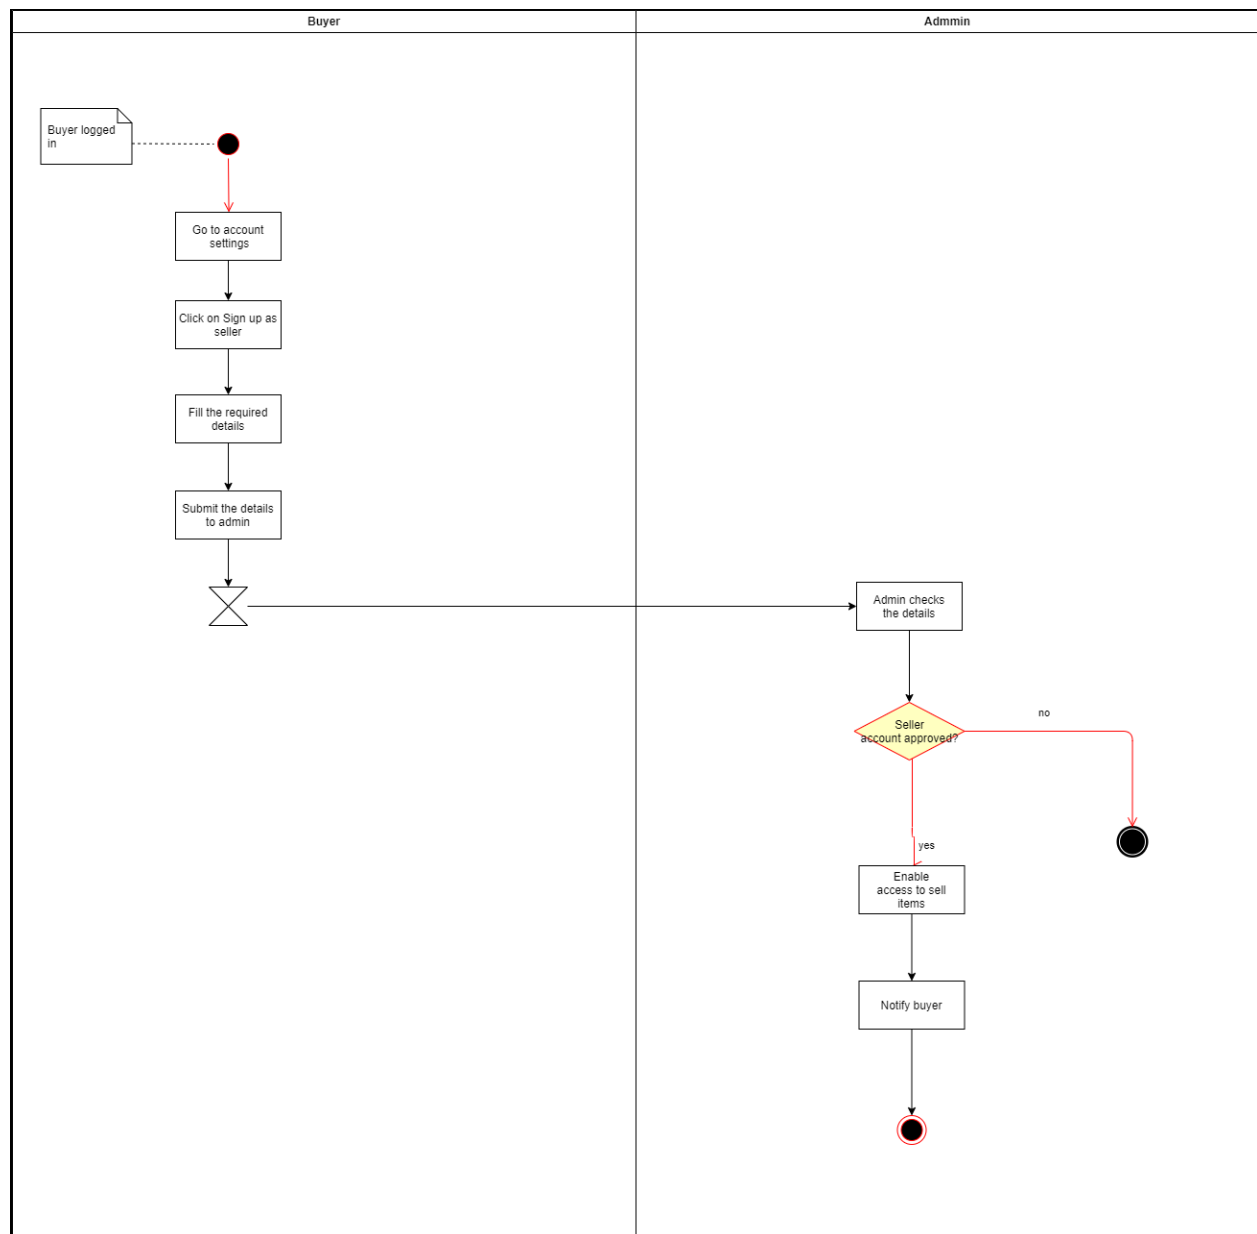 Buyer
Admmin
Buyer logged
in
Go to account
settings
Click on Sign up as
seller
Fill the required
details
Submit the details
to admin
Admin checks
the details
Seller
account approved?
no
yes
Enable
access to sell
items
Notify buyer